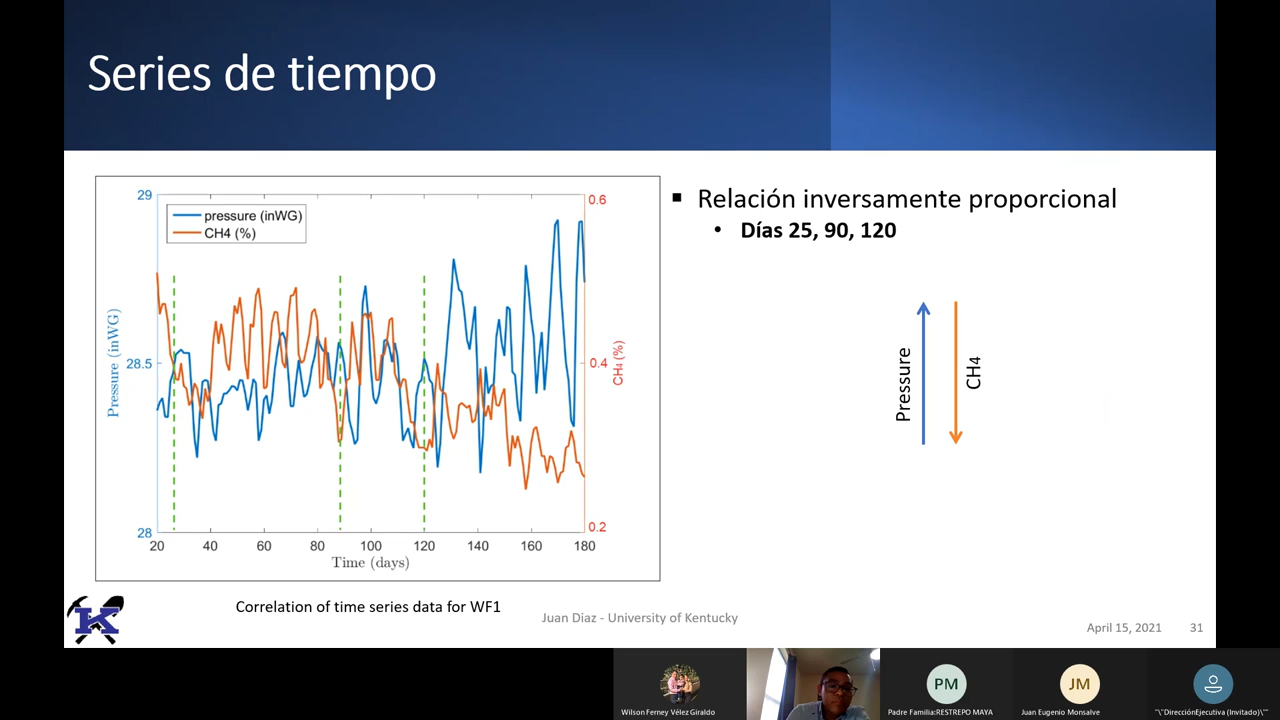 Series de tiempo
29
28.5
28
Pressure (inWG)
pressure (inWG)
CH4 (%)
0.6
0.4
0.2
CH4 (%)
20 40 60 80 100 120 140 160 180
Time (days)
Correlation of time series data for WF1
▪ Relación inversamente proporcional
• Días 25, 90, 120
Pressure
CH4
K
Juan Diaz - University of Kentucky
April 15, 2021 31
PM
JM
Wilson Ferney Vélez Giraldo
Padre Familia:RESTREPO MAYA
Juan Eugenio Monsalve
"\"DirecciónEjecutiva (Invitado)\""